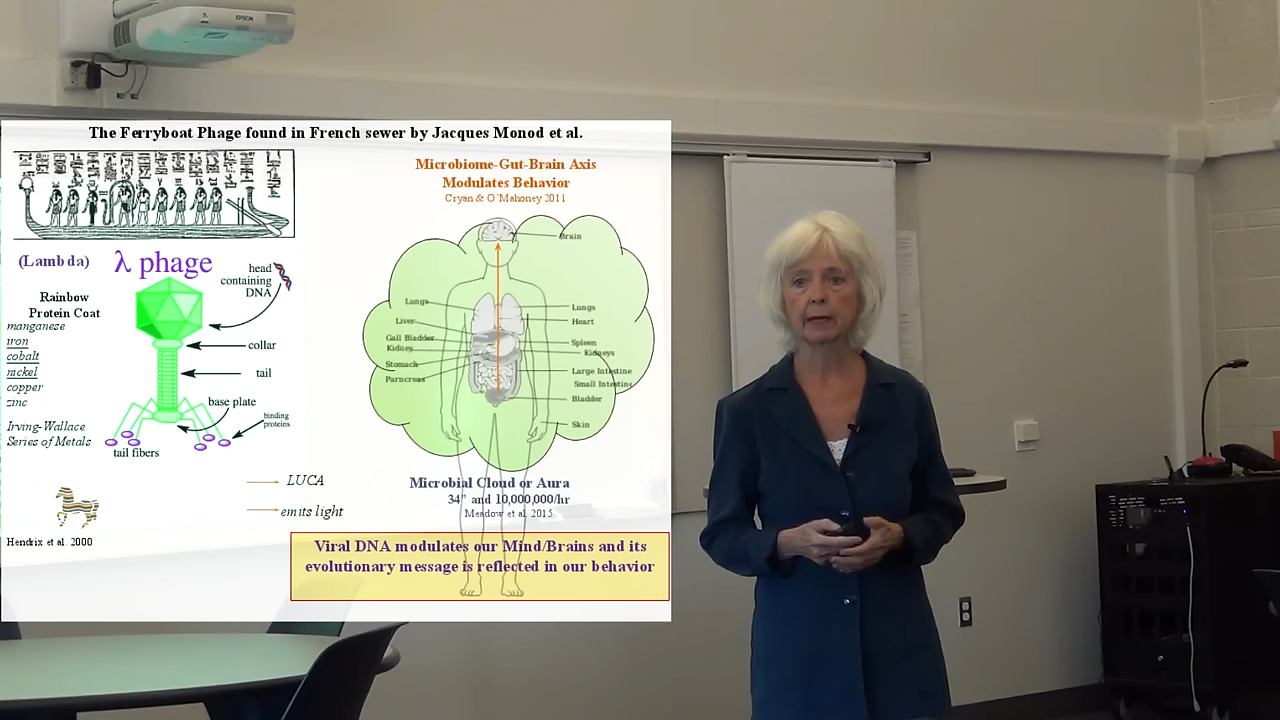 EPSON
The Ferryboat Phage found in French sewer by Jacques Monod et al.
Microbiome-Gut-Brain Axis
Modulates Behavior
Cryan & O'Mahoney 2011
(Lambda)
λ phage
head
containing
DNA
Rainbow
Protein Coat
manganese
iron
cobalt
nickel
copper
zinc
Irving-Wallace
Series of Metals
collar
tail
base plate
binding
proteins
tail fibers
LUCA
emits light
Hendrix et al. 2000
Brain
Lungs
Liver
Gall Bladder
Kidney
Stomach
Parncreas
Lungs
Heart
Spleen
Kidneys
Large Intestine
Small Intestine
Bladder
Skin
Microbial Cloud or Aura
34" and 10,000,000/hr
Meadow et al. 2015
Viral DNA modulates our Mind/Brains and its
evolutionary message is reflected in our behavior